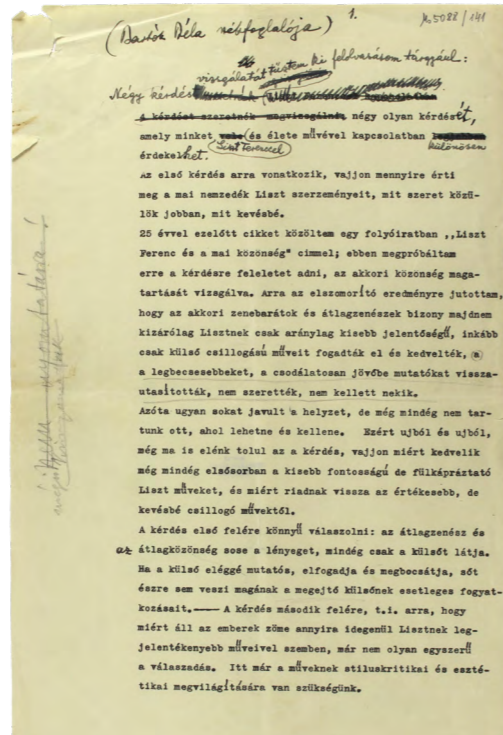 1.
M. 5088/141
(Bartók Béla székfoglalója)
vizsgálatát tűztem ki felolvasásom tárgyául:
Négy kérdést
a kérdést szeretnék megvizsgálni, négy olyan kérdését,
amely minket és élete művével kapcsolatban
Liszt Ferenccel különösen
érdekelhet.
Az első kérdés arra vonatkozik, vajjon mennyire érti
meg a mai nemzedék Liszt szerzeményeit, mit szeret közü-
lök jobban, mit kevésbé.
25 évvel ezelőtt cikket közöltem egy folyóiratban ,,Liszt
Ferenc és a mai közönség" címmel; ebben megpróbáltam
erre a kérdésre feleletet adni, az akkori közönség maga-
tartását vizsgálva. Arra az elszomorító eredményre jutottam,
hogy az akkori zenebarátok és átlagzenészek bizony majdnem
kizárólag Lisztnek csak aránylag kisebb jelentőségű, inkább
csak külső csillogású műveit fogadták el és kedvelték, a
a legbecsesebbeket, a csodálatosan jövőbe mutatókat vissza-
utasították, nem szerették, nem kellett nekik.
Azóta ugyan sokat javult a helyzet, de még mindég nem tar-
tunk ott, ahol lehetne és kellene. Ezért ujból és ujból,
még ma is elénk tolul az a kérdés, vajjon miért kedvelik
még mindég elsősorban a kisebb fontosságú de fülkápráztató
Liszt műveket, és miért riadnak vissza az értékesebb, de
kevésbé csillogó művektől.
A kérdés első felére könnyű válaszolni: az átlagzenész és
az átlagközönség sose a lényeget, mindég csak a külsőt látja.
Ha a külső eléggé mutatós, elfogadja és megbocsátja, sőt
észre sem veszi magának a megejtő külsőnek esetleges fogyat-
kozásait.— A kérdés második felére, t.i. arra, hogy
miért áll az emberek zöme annyira idegenül Lisztnek leg-
jelentékenyebb műveivel szemben, már nem olyan egyszerű
a válaszadás. Itt már a műveknek stíluskritikai és eszté-
tikai megvilágítására van szükségünk.